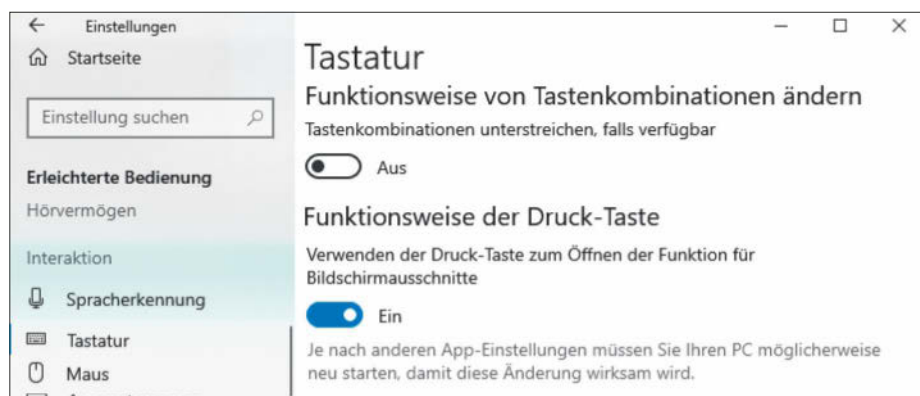 Einstellungen
Startseite
Einstellung suchen
Erleichterte Bedienung
Hörvermögen
Interaktion
Spracherkennung
Tastatur
Maus
Tastatur
Funktionsweise von Tastenkombinationen ändern
Tastenkombinationen unterstreichen, falls verfügbar
Aus
Funktionsweise der Druck-Taste
Verwenden der Druck-Taste zum Öffnen der Funktion für
Bildschirmausschnitte
Ein
Je nach anderen App-Einstellungen müssen Sie Ihren PC möglicherweise
neu starten, damit diese Änderung wirksam wird.